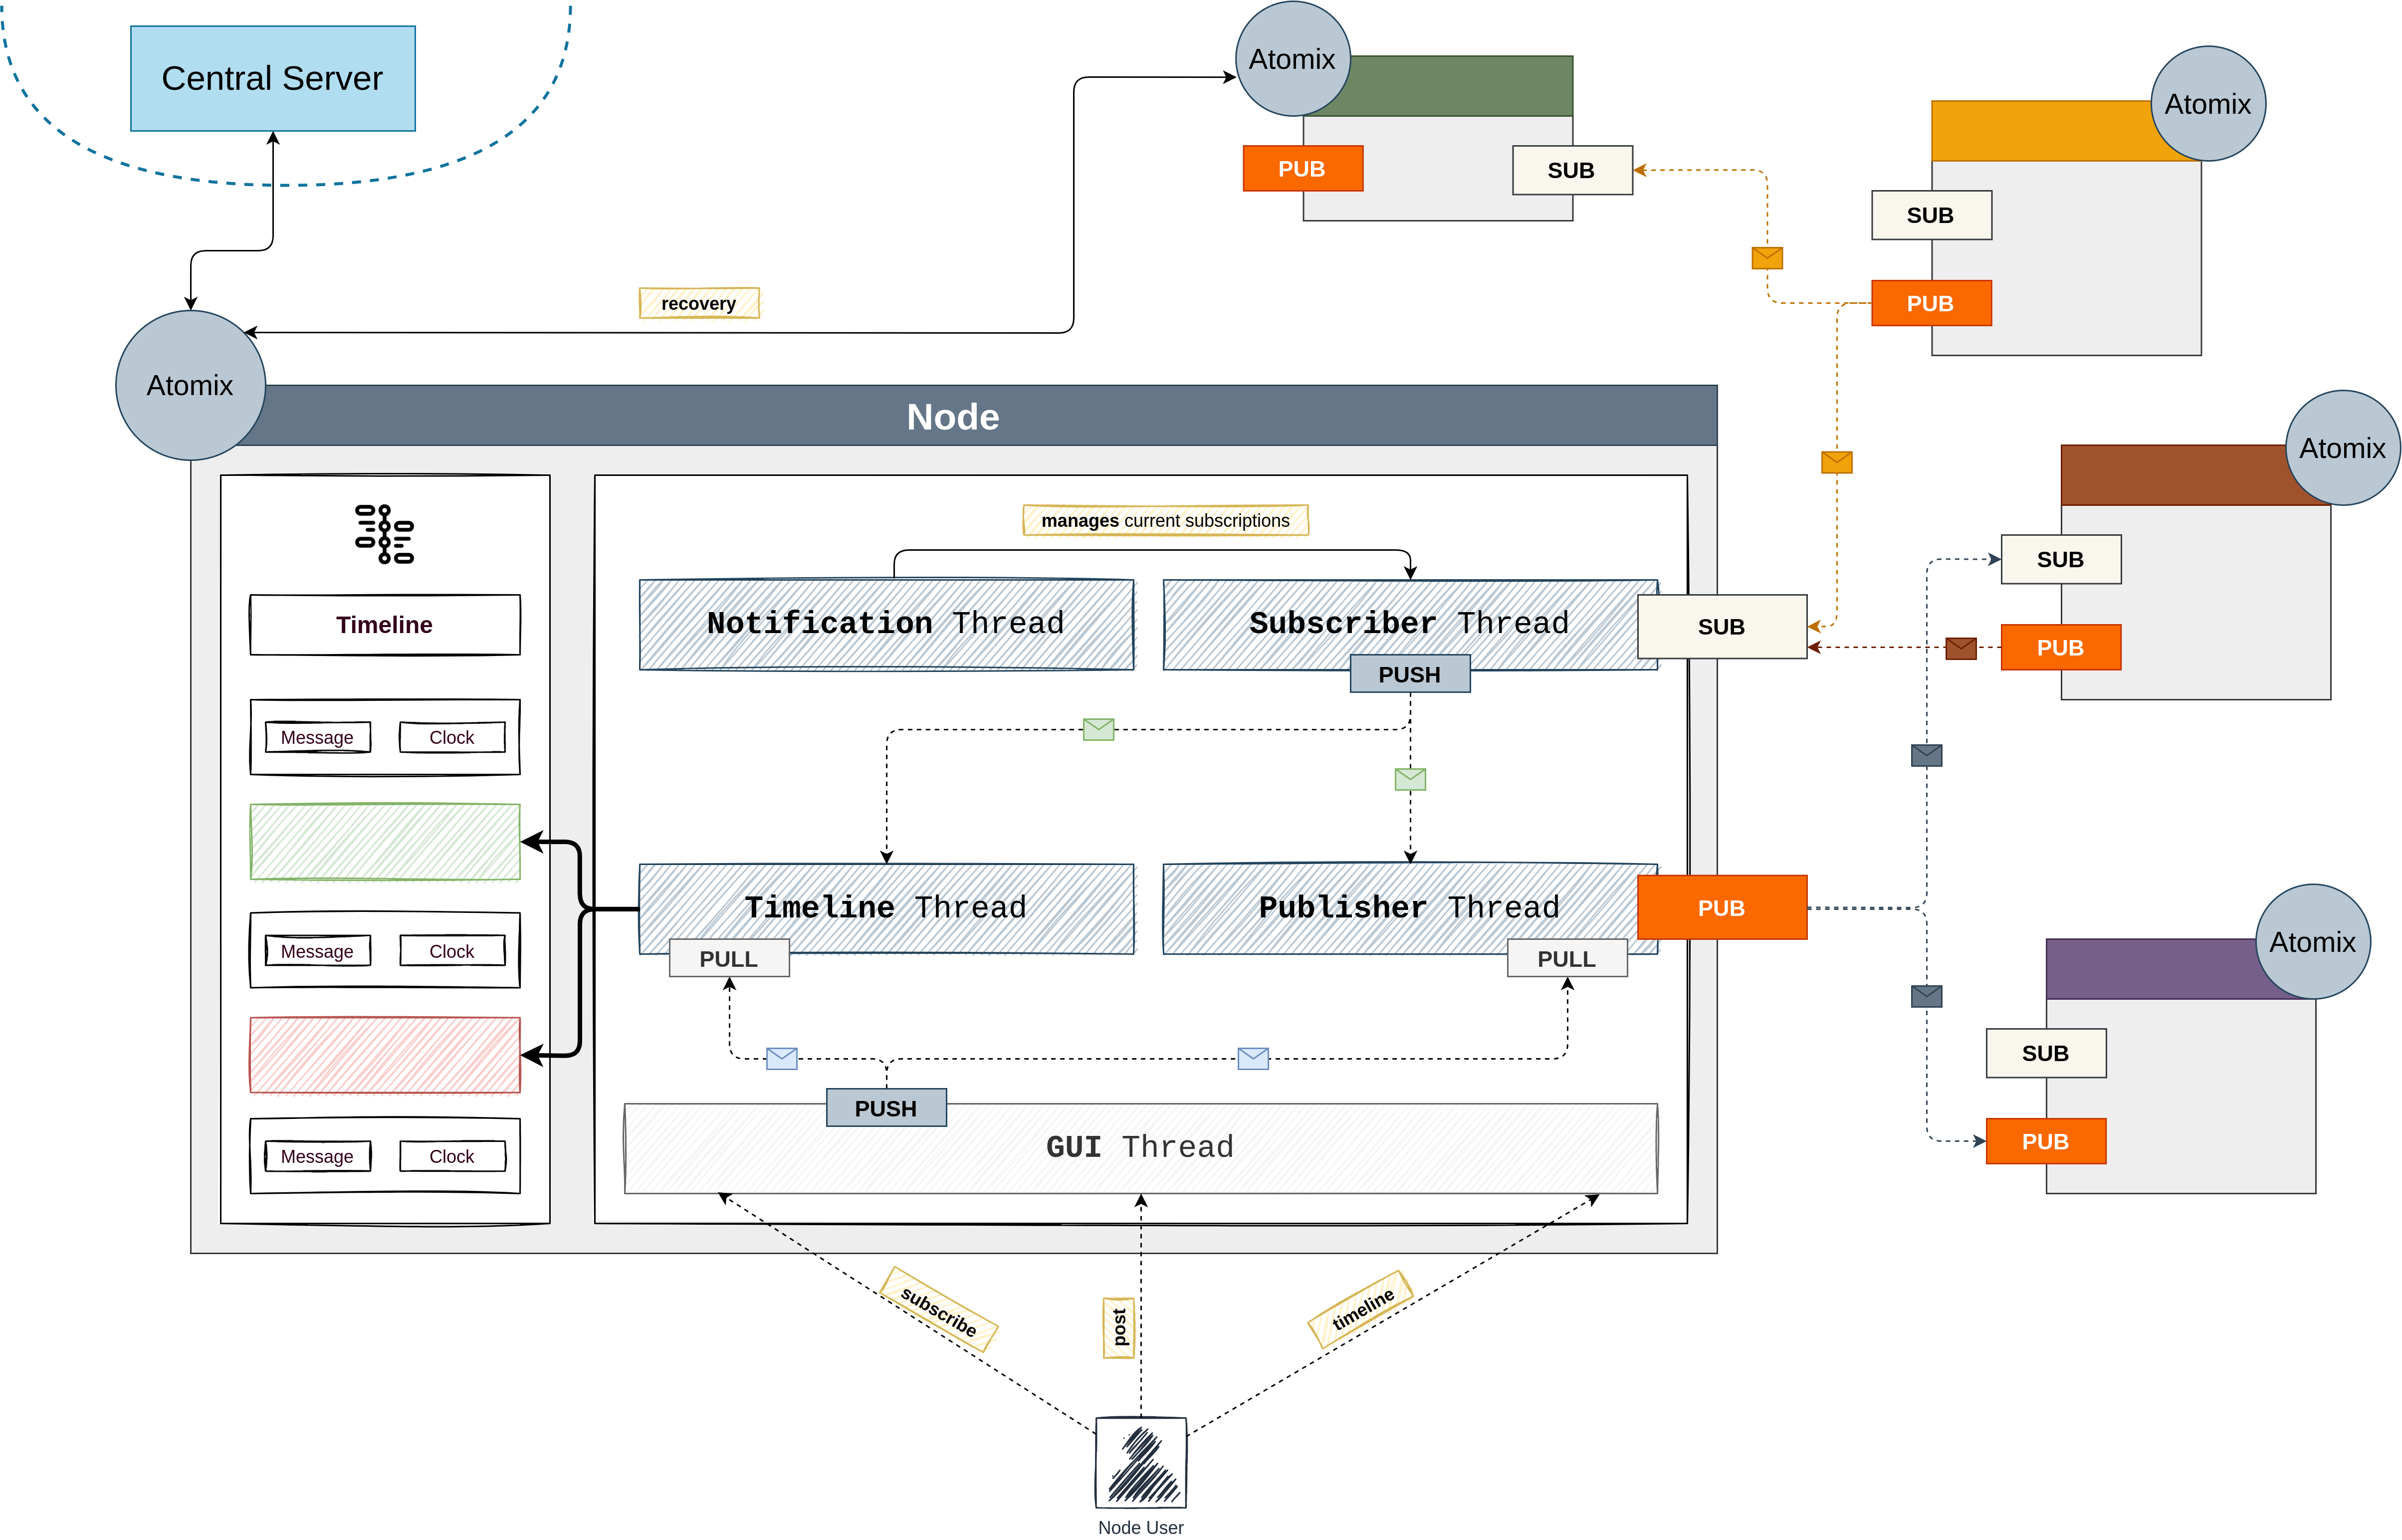 Central Server
Atomix
Atomix
PUB
SUB
SUB
PUB
recovery
Atomix
Node
Atomix
manages current subscriptions
Timeline
Notification Thread
Subscriber Thread
SUB
PUSH
SUB
PUB
Message
Clock
Timeline Thread
Publisher Thread
PUB
PULL
PULL
Message
Clock
Atomix
SUB
PUB
PUSH
GUI Thread
Message
Clock
subscribe
post
timeline
Node User